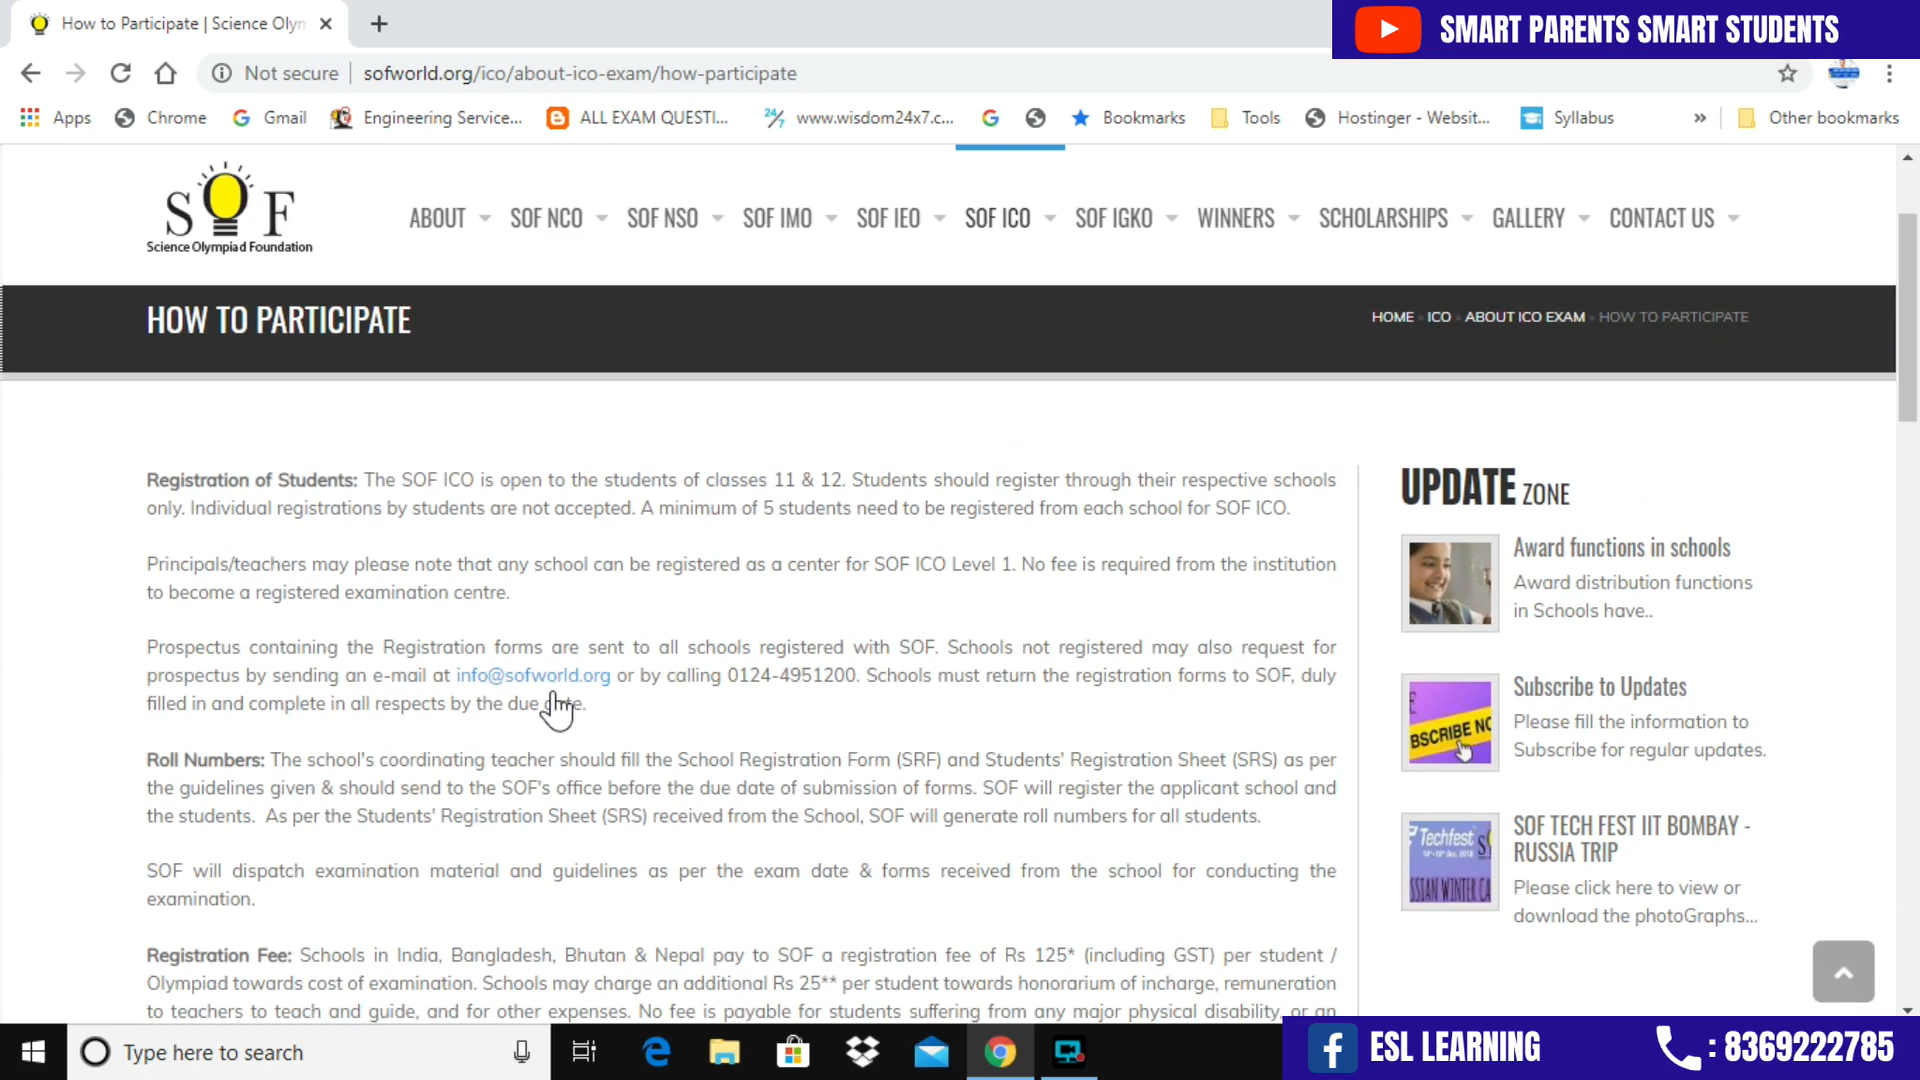 How to Participate | Science Olym
SMART PARENTS SMART STUDENTS
Not secure | sofworld.org/ico/about-ico-exam/how-participate
Apps Chrome Gmail Engineering Service... ALL EXAM QUESTI... www.wisdom24x7.c... Bookmarks Tools Hostinger - Websit... Syllabus » Other bookmarks
SOF
Science Olympiad Foundation
ABOUT SOF NCO SOF NSO SOF IMO SOF IEO SOF ICO SOF IGKO WINNERS SCHOLARSHIPS GALLERY CONTACT US
HOW TO PARTICIPATE
HOME » ICO » ABOUT ICO EXAM » HOW TO PARTICIPATE
Registration of Students: The SOF ICO is open to the students of classes 11 & 12. Students should register through their respective schools
only. Individual registrations by students are not accepted. A minimum of 5 students need to be registered from each school for SOF ICO.
Principals/teachers may please note that any school can be registered as a center for SOF ICO Level 1. No fee is required from the institution
to become a registered examination centre.
Prospectus containing the Registration forms are sent to all schools registered with SOF. Schools not registered may also request for
prospectus by sending an e-mail at info@sofworld.org or by calling 0124-4951200. Schools must return the registration forms to SOF, duly
filled in and complete in all respects by the due date.
Roll Numbers: The school's coordinating teacher should fill the School Registration Form (SRF) and Students' Registration Sheet (SRS) as per
the guidelines given & should send to the SOF's office before the due date of submission of forms. SOF will register the applicant school and
the students. As per the Students' Registration Sheet (SRS) received from the School, SOF will generate roll numbers for all students.
SOF will dispatch examination material and guidelines as per the exam date & forms received from the school for conducting the
examination.
Registration Fee: Schools in India, Bangladesh, Bhutan & Nepal pay to SOF a registration fee of Rs 125* (including GST) per student /
Olympiad towards cost of examination. Schools may charge an additional Rs 25** per student towards honorarium of incharge, remuneration
to teachers to teach and guide, and for other expenses. No fee is payable for students suffering from any major physical disability, or an
UPDATE ZONE
Award functions in schools
Award distribution functions
in Schools have..
BSCRIBE NO
Subscribe to Updates
Please fill the information to
Subscribe for regular updates.
Techfest
SSIAN WINTER CA
SOF TECH FEST IIT BOMBAY -
RUSSIA TRIP
Please click here to view or
download the photoGraphs...
Type here to search
ESL LEARNING
: 8369222785